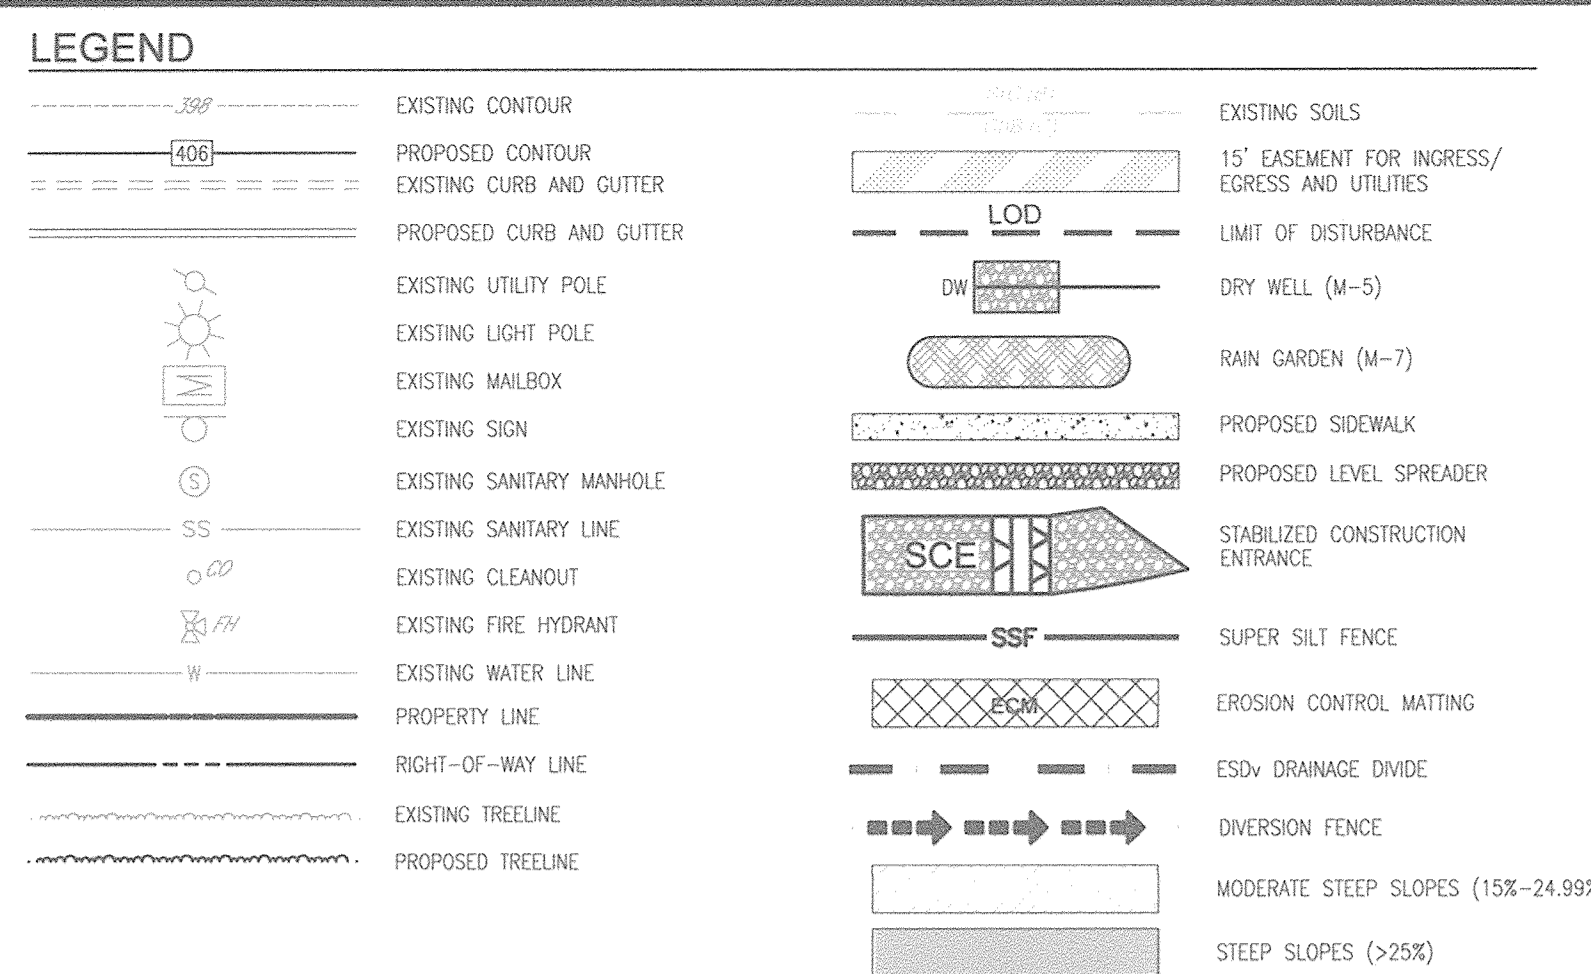 LEGEND
398 EXISTING CONTOUR
406 PROPOSED CONTOUR
EXISTING CURB AND GUTTER
PROPOSED CURB AND GUTTER
EXISTING UTILITY POLE
EXISTING LIGHT POLE
M EXISTING MAILBOX
EXISTING SIGN
S EXISTING SANITARY MANHOLE
SS EXISTING SANITARY LINE
CO EXISTING CLEANOUT
FH EXISTING FIRE HYDRANT
W EXISTING WATER LINE
PROPERTY LINE
RIGHT-OF-WAY LINE
EXISTING TREELINE
PROPOSED TREELINE
EXISTING SOILS
15' EASEMENT FOR INGRESS/
EGRESS AND UTILITIES
LOD
LIMIT OF DISTURBANCE
DW DRY WELL (M-5)
RAIN GARDEN (M-7)
PROPOSED SIDEWALK
PROPOSED LEVEL SPREADER
SCE STABILIZED CONSTRUCTION
ENTRANCE
SSF SUPER SILT FENCE
ECM EROSION CONTROL MATTING
ESDv DRAINAGE DIVIDE
DIVERSION FENCE
MODERATE STEEP SLOPES (15%-24.99%
STEEP SLOPES (>25%)